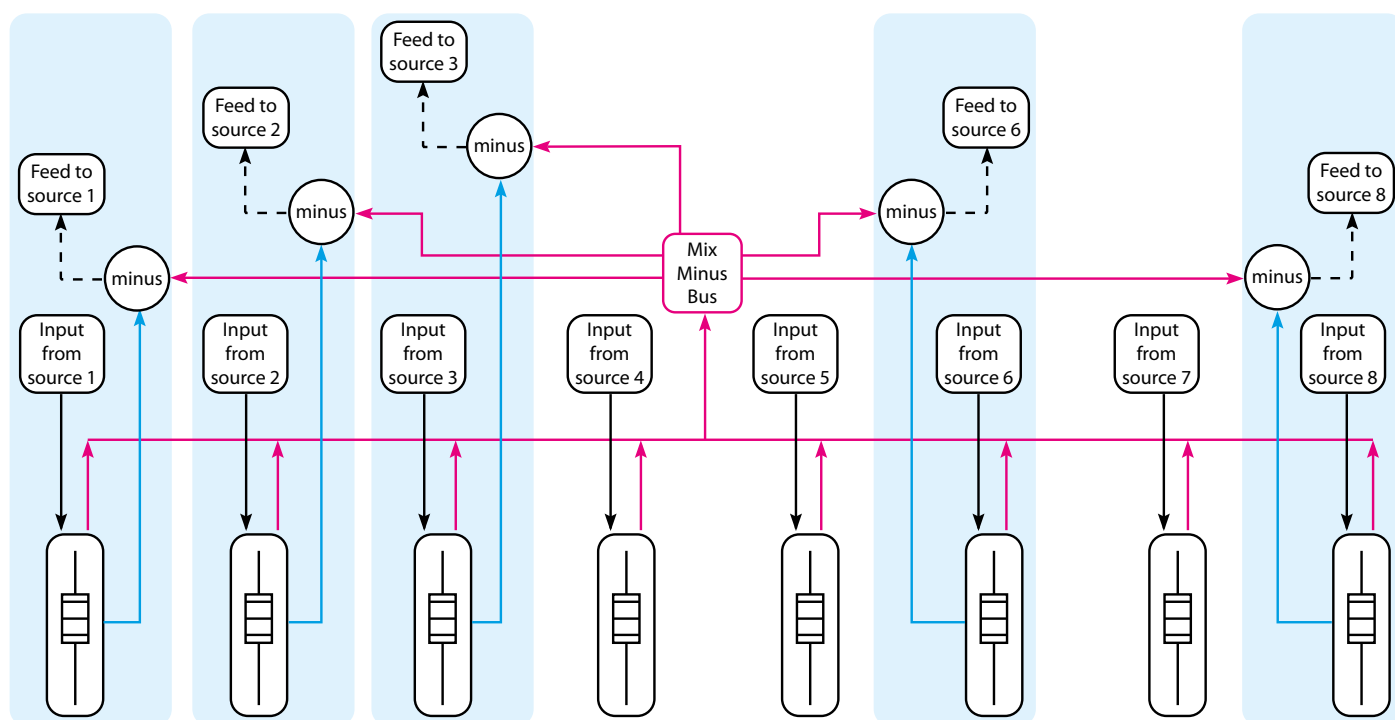 Feed to
source 3
Feed to
source 2
Feed to
source 6
minus
Feed to
source 1
Feed to
source 8
minus
minus
Mix
Minus
Bus
minus
minus
Input
from
source 1
Input
from
source 2
Input
from
source 3
Input
from
source 4
Input
from
source 5
Input
from
source 6
Input
from
source 7
Input
from
source 8